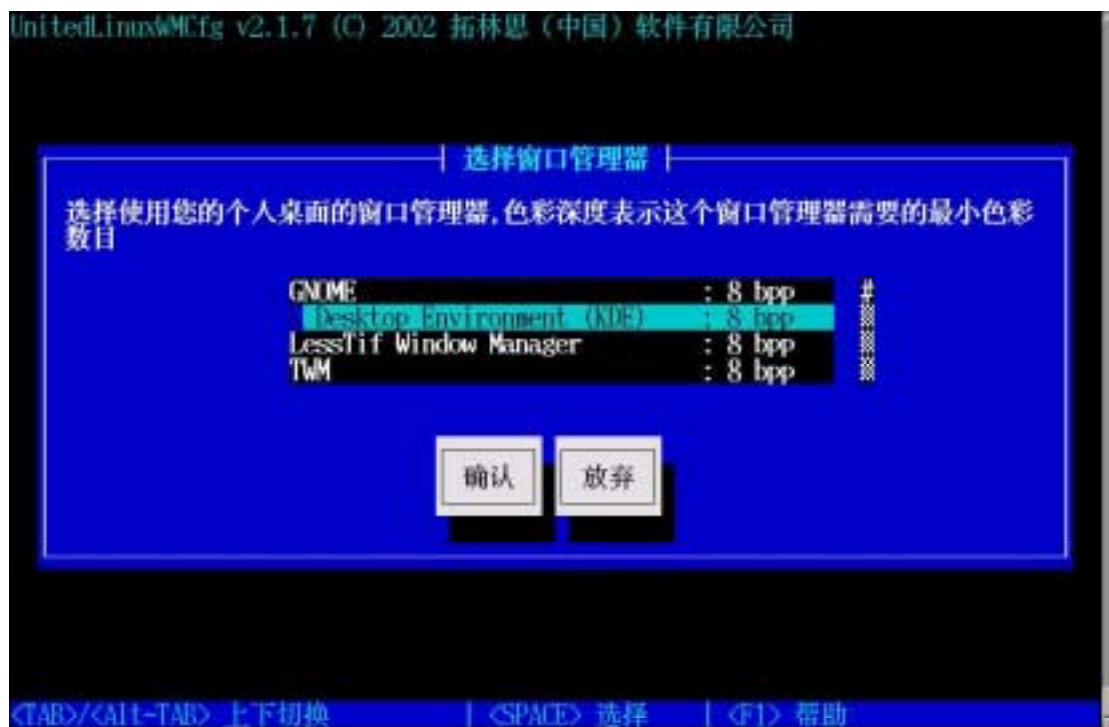 UnitedLinuxWMCfg v2.1.7 (C) 2002 拓林思（中国）软件有限公司
选择窗口管理器
选择使用您的个人桌面的窗口管理器,色彩深度表示这个窗口管理器需要的最小色彩
数目
GNOME : 8 bpp #
Desktop Environment (KDE) : 8 bpp
LessTif Window Manager : 8 bpp
TWM : 8 bpp
确认 放弃
<TAB>/<Alt-TAB> 上下切换 | <SPACE> 选择 | <F1> 帮助